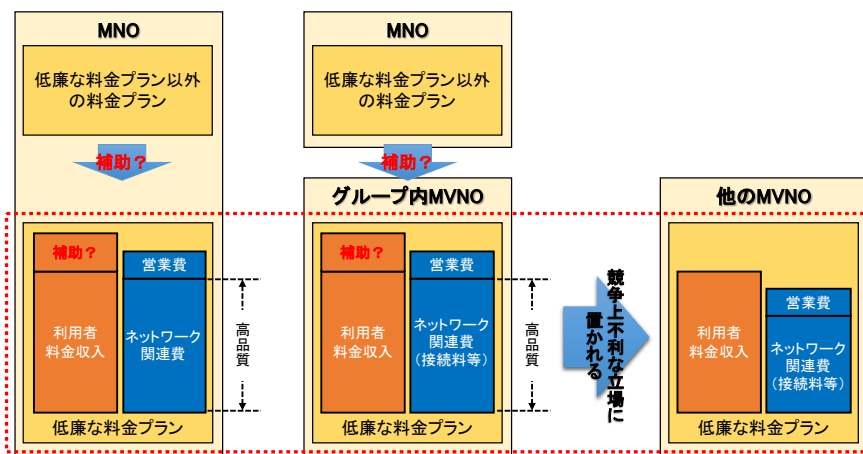 MNO
低廉な料金プラン以外
の料金プラン
補助？
補助？
利用者
料金収入
営業費
ネットワーク
関連費
高品質
低廉な料金プラン
MNO
低廉な料金プラン以外
の料金プラン
補助？
グループ内MVNO
補助？
利用者
料金収入
営業費
ネットワーク
関連費
(接続料等)
高品質
低廉な料金プラン
競争上不利な立場に
置かれる
他のMVNO
利用者
料金収入
営業費
ネットワーク
関連費
(接続料等)
低廉な料金プラン